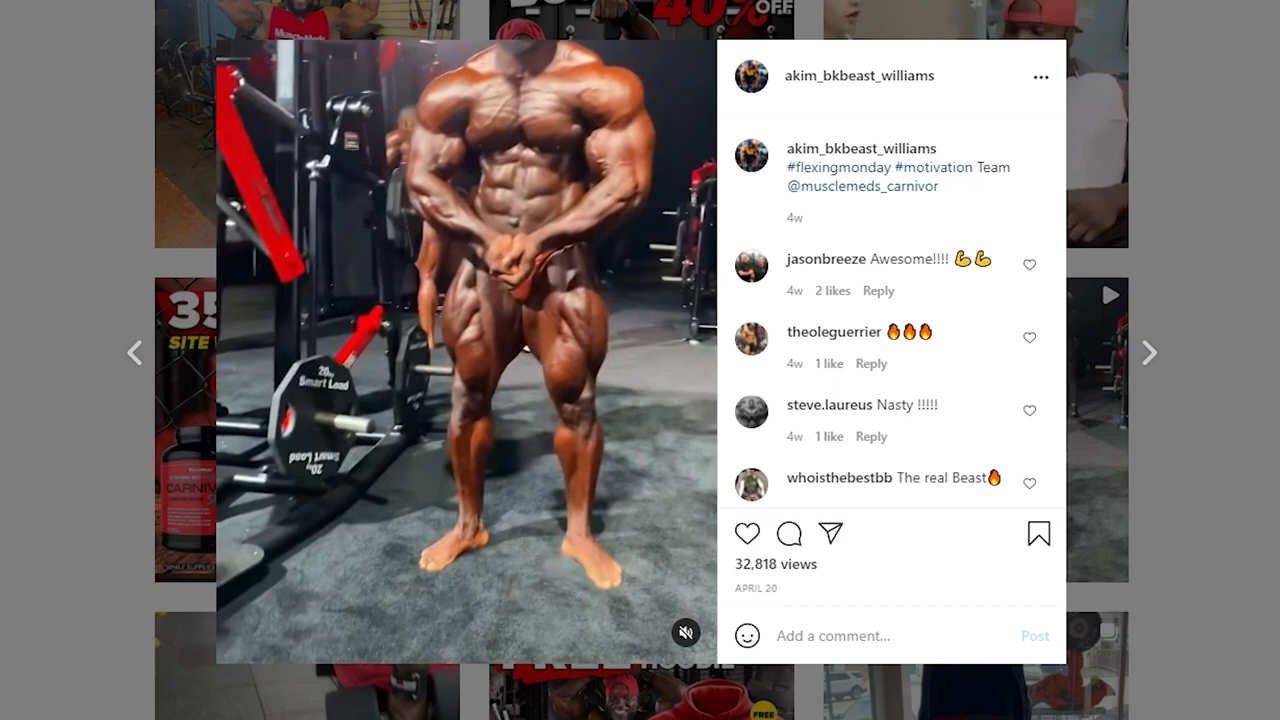 40% OFF
35
SITE
CARNIV
20
Smart Load
Smart Load
20
akim_bkbeast_williams
akim_bkbeast_williams
#flexingmonday #motivation Team
@musclemeds_carnivor
4w
jasonbreeze Awesome!!!! 💪💪
4w 2 likes Reply
theoleguerrier 🔥🔥🔥
4w 1 like Reply
steve.laureus Nasty !!!!!
4w 1 like Reply
whoisthebestbb The real Beast🔥
32,818 views
APRIL 20
Add a comment... Post
HOODIE
FREE